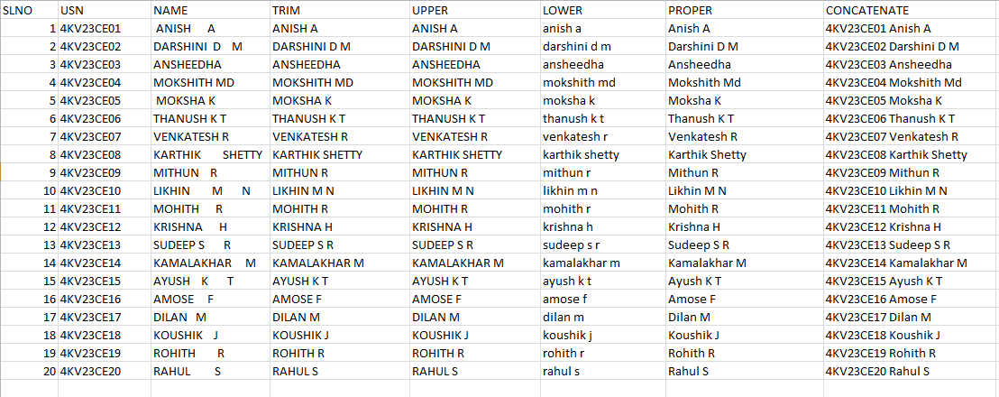 SLNO USN NAME TRIM UPPER LOWER PROPER CONCATENATE
1 4KV23CE01  ANISH     A ANISH A ANISH A anish a Anish A 4KV23CE01 Anish A
2 4KV23CE02 DARSHINI  D   M DARSHINI D M DARSHINI D M darshini d m Darshini D M 4KV23CE02 Darshini D M
3 4KV23CE03 ANSHEEDHA ANSHEEDHA ANSHEEDHA ansheedha Ansheedha 4KV23CE03 Ansheedha
4 4KV23CE04 MOKSHITH MD MOKSHITH MD MOKSHITH MD mokshith md Mokshith Md 4KV23CE04 Mokshith Md
5 4KV23CE05  MOKSHA K MOKSHA K MOKSHA K moksha k Moksha K 4KV23CE05 Moksha K
6 4KV23CE06 THANUSH K T THANUSH K T THANUSH K T thanush k t Thanush K T 4KV23CE06 Thanush K T
7 4KV23CE07 VENKATESH R VENKATESH R VENKATESH R venkatesh r Venkatesh R 4KV23CE07 Venkatesh R
8 4KV23CE08 KARTHIK       SHETTY KARTHIK SHETTY KARTHIK SHETTY karthik shetty Karthik Shetty 4KV23CE08 Karthik Shetty
9 4KV23CE09 MITHUN   R MITHUN R MITHUN R mithun r Mithun R 4KV23CE09 Mithun R
10 4KV23CE10 LIKHIN       M      N LIKHIN M N LIKHIN M N likhin m n Likhin M N 4KV23CE10 Likhin M N
11 4KV23CE11 MOHITH     R MOHITH R MOHITH R mohith r Mohith R 4KV23CE11 Mohith R
12 4KV23CE12 KRISHNA     H KRISHNA H KRISHNA H krishna h Krishna H 4KV23CE12 Krishna H
13 4KV23CE13 SUDEEP S      R SUDEEP S R SUDEEP S R sudeep s r Sudeep S R 4KV23CE13 Sudeep S R
14 4KV23CE14 KAMALAKHAR    M KAMALAKHAR M KAMALAKHAR M kamalakhar m Kamalakhar M 4KV23CE14 Kamalakhar M
15 4KV23CE15 AYUSH   K      T AYUSH K T AYUSH K T ayush k t Ayush K T 4KV23CE15 Ayush K T
16 4KV23CE16 AMOSE    F AMOSE F AMOSE F amose f Amose F 4KV23CE16 Amose F
17 4KV23CE17 DILAN   M DILAN M DILAN M dilan m Dilan M 4KV23CE17 Dilan M
18 4KV23CE18 KOUSHIK   J KOUSHIK J KOUSHIK J koushik j Koushik J 4KV23CE18 Koushik J
19 4KV23CE19 ROHITH      R ROHITH R ROHITH R rohith r Rohith R 4KV23CE19 Rohith R
20 4KV23CE20 RAHUL       S RAHUL S RAHUL S rahul s Rahul S 4KV23CE20 Rahul S